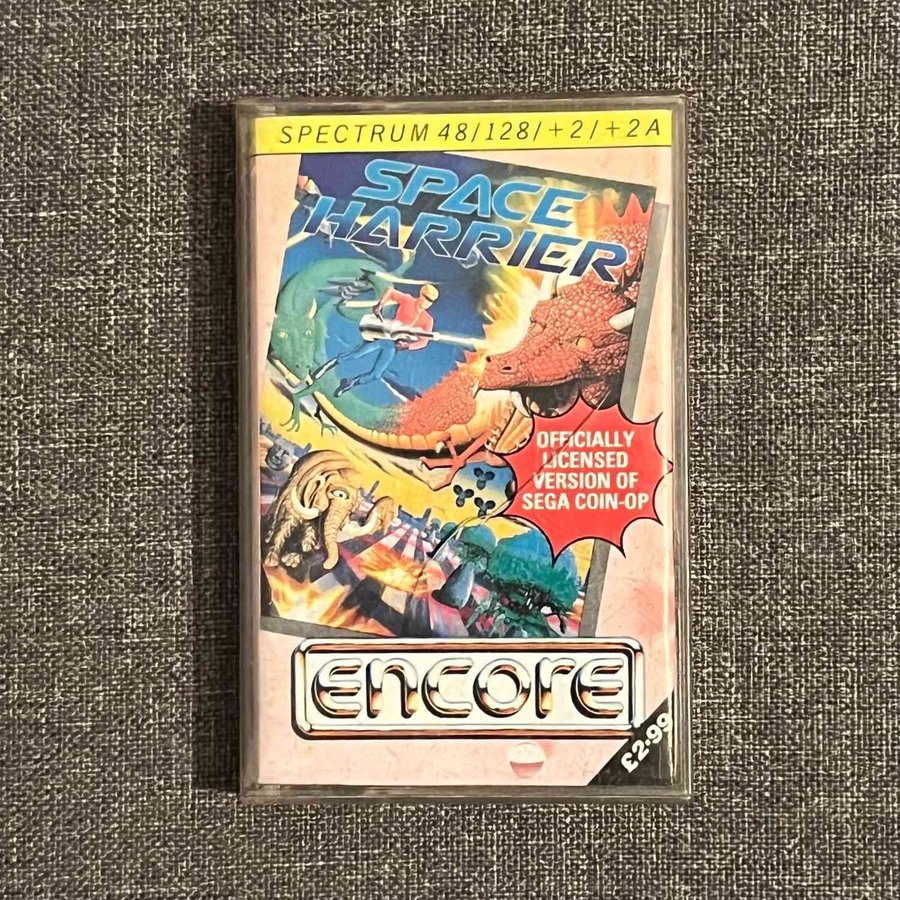 SPECTRUM 48/128/+2/+2A
SPACE
HARRIER
OFFICIALLY
LICENSED
VERSION OF
SEGA COIN-OP
encore
£2·99